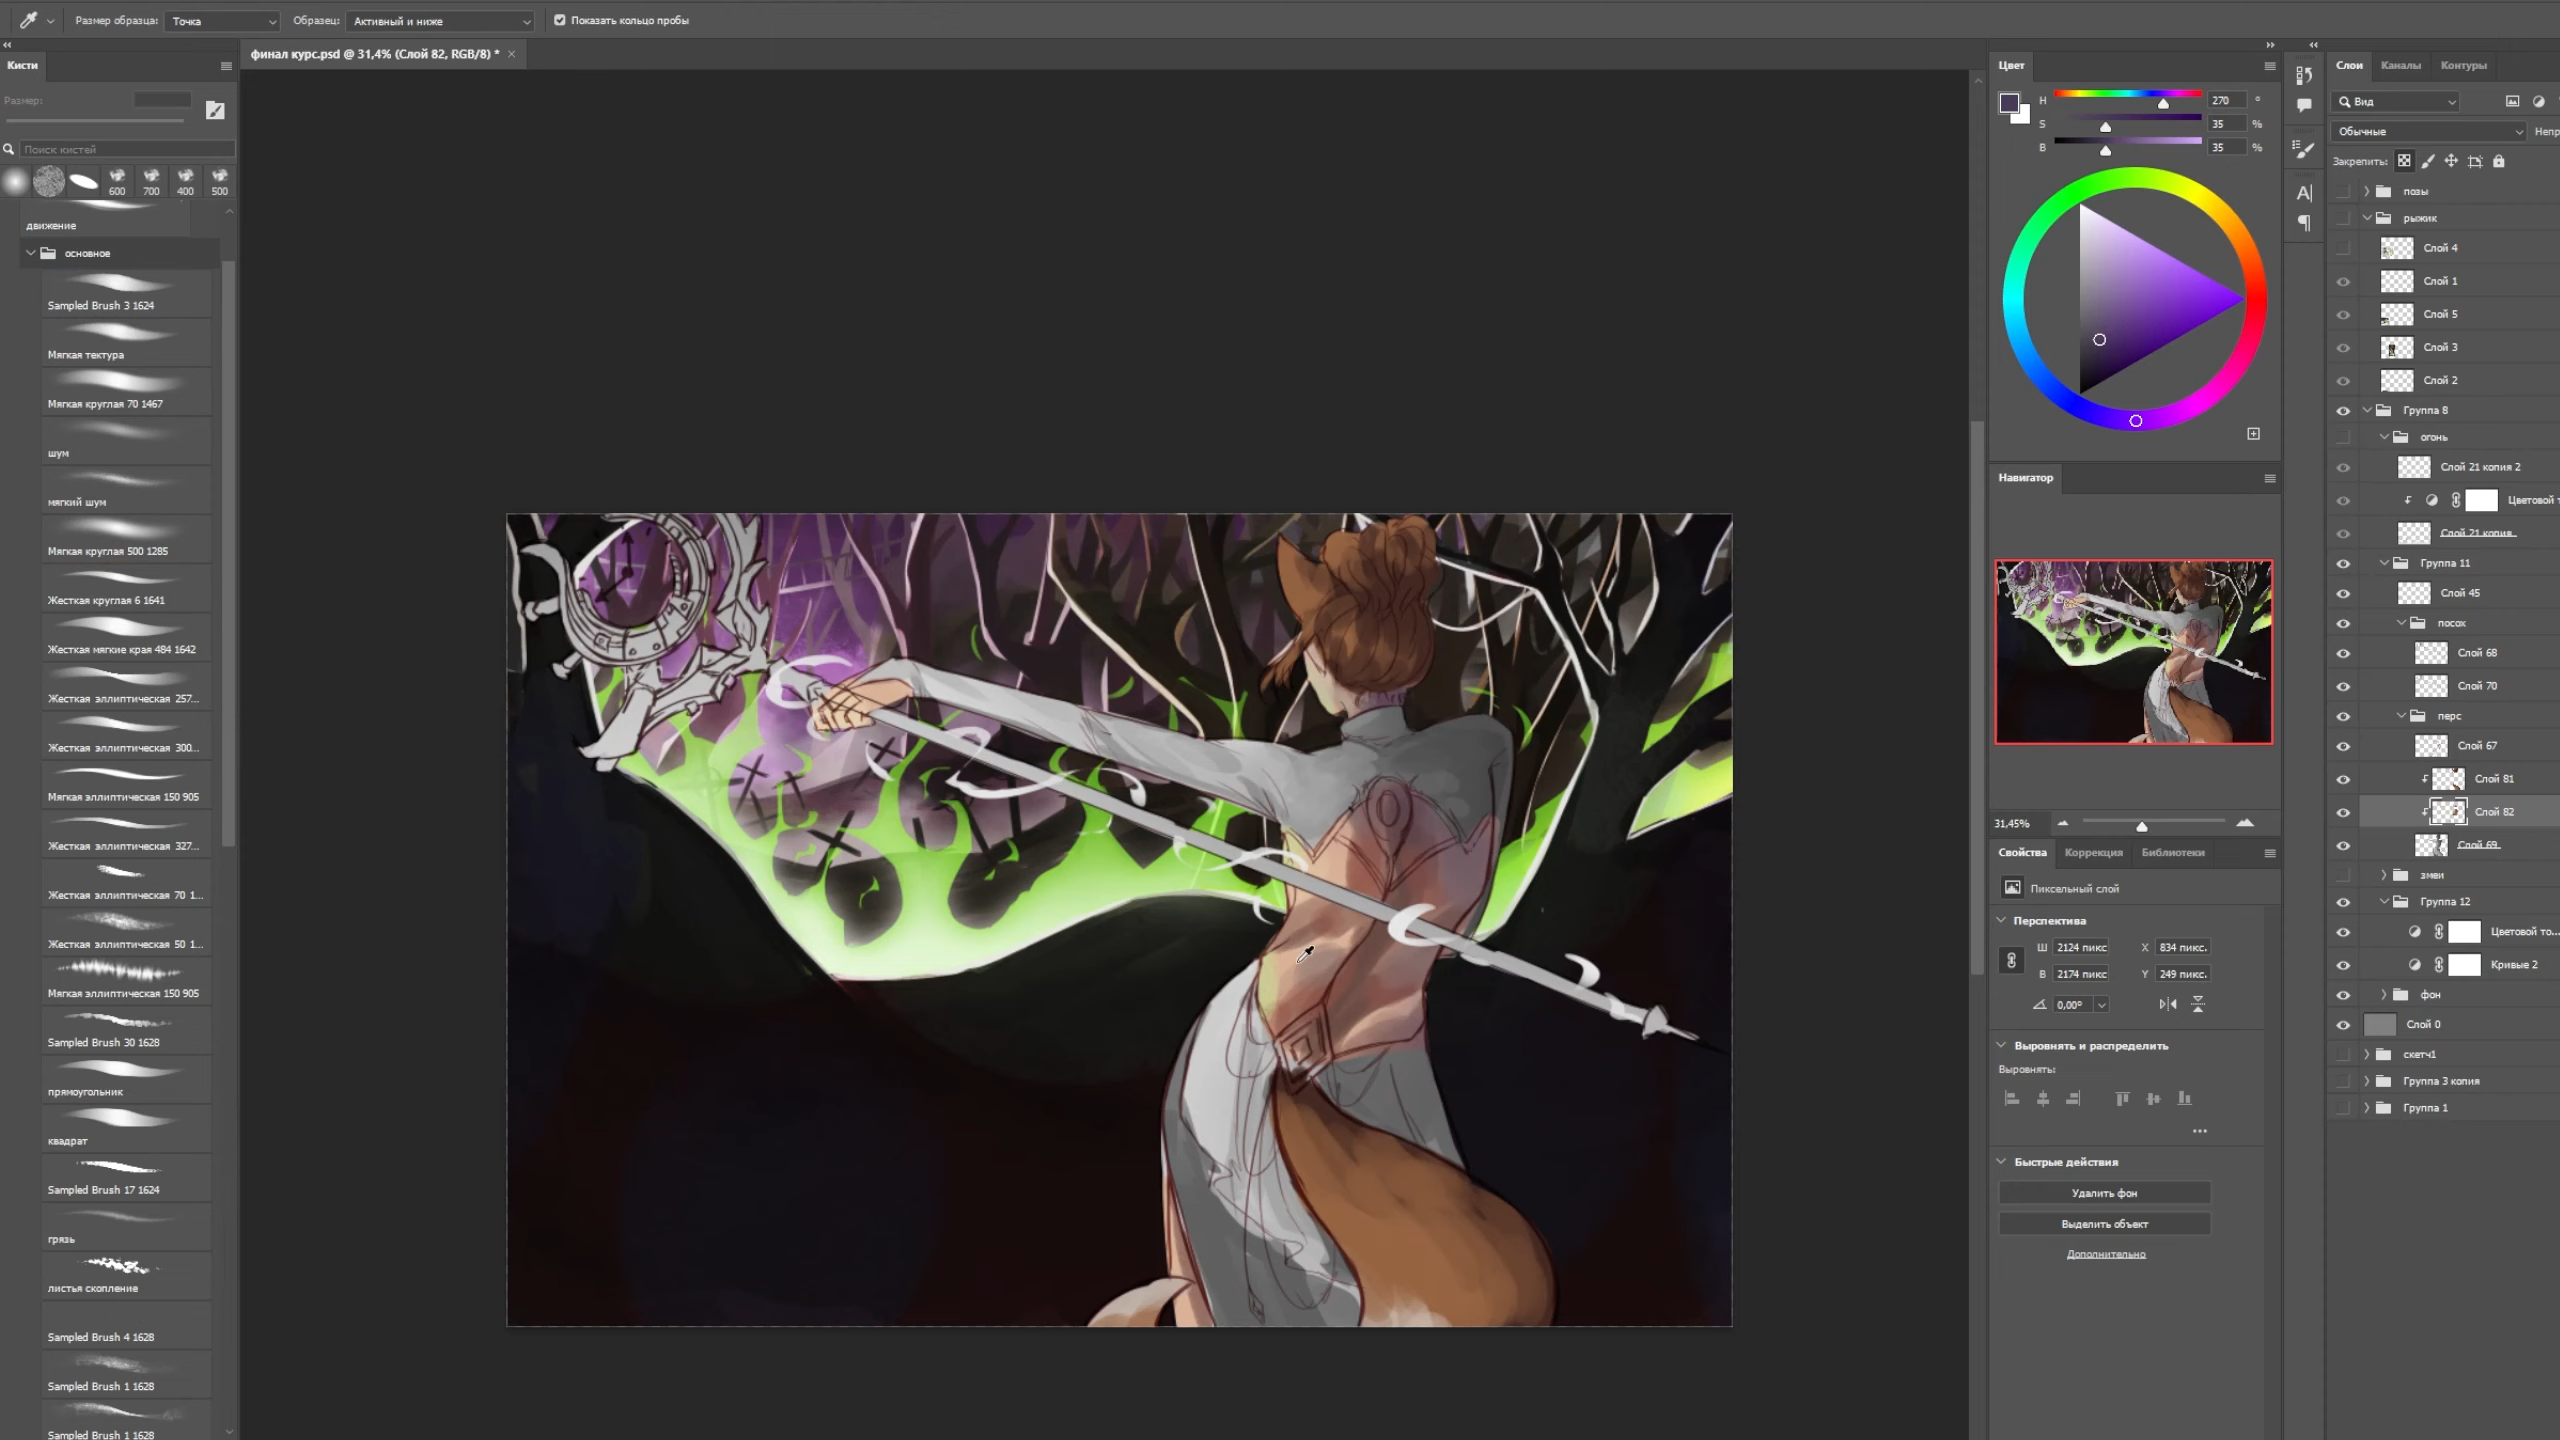 Размер образца: Точка Образец: Активный и ниже Показать кольцо пробы
финал курс.psd @ 31,4% (Слой 82, RGB/8) * ×
Кисти
Размер:
Поиск кистей
600 700 400 500
движение
основное
Sampled Brush 3 1624
Мягкая тектура
Мягкая круглая 70 1467
шум
мягкий шум
Мягкая круглая 500 1285
Жесткая круглая 6 1641
Жесткая мягкие края 484 1642
Жесткая эллиптическая 257...
Жесткая эллиптическая 300...
Мягкая эллиптическая 150 905
Жесткая эллиптическая 327...
Жесткая эллиптическая 70 1...
Жесткая эллиптическая 50 1...
Мягкая эллиптическая 150 905
Sampled Brush 30 1628
прямоугольник
квадрат
Sampled Brush 17 1624
грязь
листья скопление
Sampled Brush 4 1628
Sampled Brush 1 1628
Sampled Brush 1 1628
Цвет
H 270 °
S 35 %
B 35 %
Навигатор
31,45%
Свойства Коррекция Библиотеки
Пиксельный слой
Перспектива
Ш 2124 пикс X 834 пикс.
В 2174 пикс Y 249 пикс.
0,00°
Выровнять и распределить
Выровнять:
Быстрые действия
Удалить фон
Выделить объект
Дополнительно
Слои Каналы Контуры
Вид
Обычные Непр
Закрепить:
позы
рыжик
Слой 4
Слой 1
Слой 5
Слой 3
Слой 2
Группа 8
огонь
Слой 21 копия 2
Цветовой т
Слой 21 копия
Группа 11
Слой 45
посох
Слой 68
Слой 70
перс
Слой 67
Слой 81
Слой 82
Слой 69
змеи
Группа 12
Цветовой то...
Кривые 2
фон
Слой 0
скетч1
Группа 3 копия
Группа 1